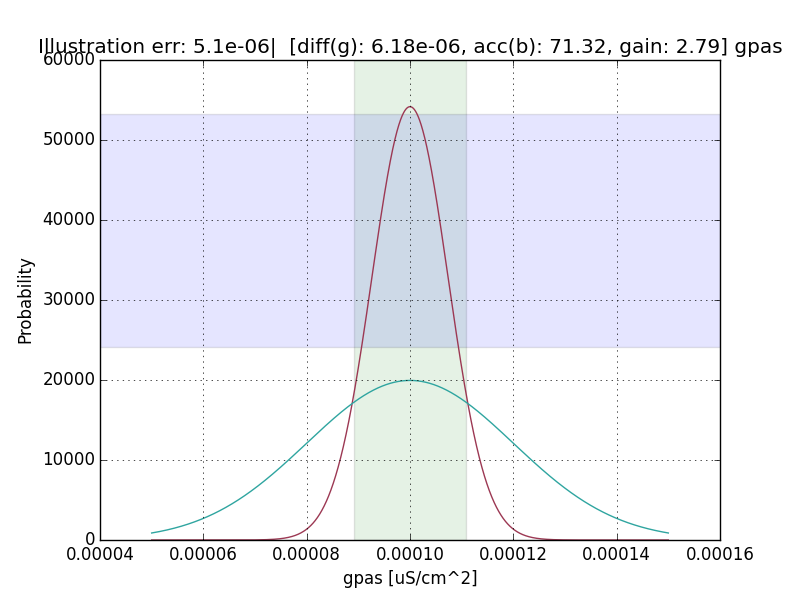 Illustration err: 5.1e-06|  [diff(g): 6.18e-06, acc(b): 71.32, gain: 2.79] gpas
60000
50000
40000
30000
20000
10000
0
Probability
0.00004 0.00006 0.00008 0.00010 0.00012 0.00014 0.00016
gpas [uS/cm^2]